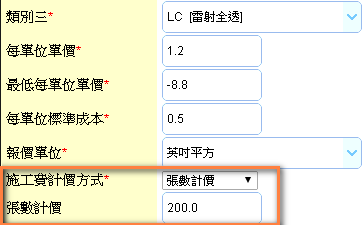 類別三* LC [雷射全透]
每單位單價* 1.2
最低每單位單價* -8.8
每單位標準成本* 0.5
報價單位* 英吋平方
施工費計價方式* 張數計價
張數計價 200.0